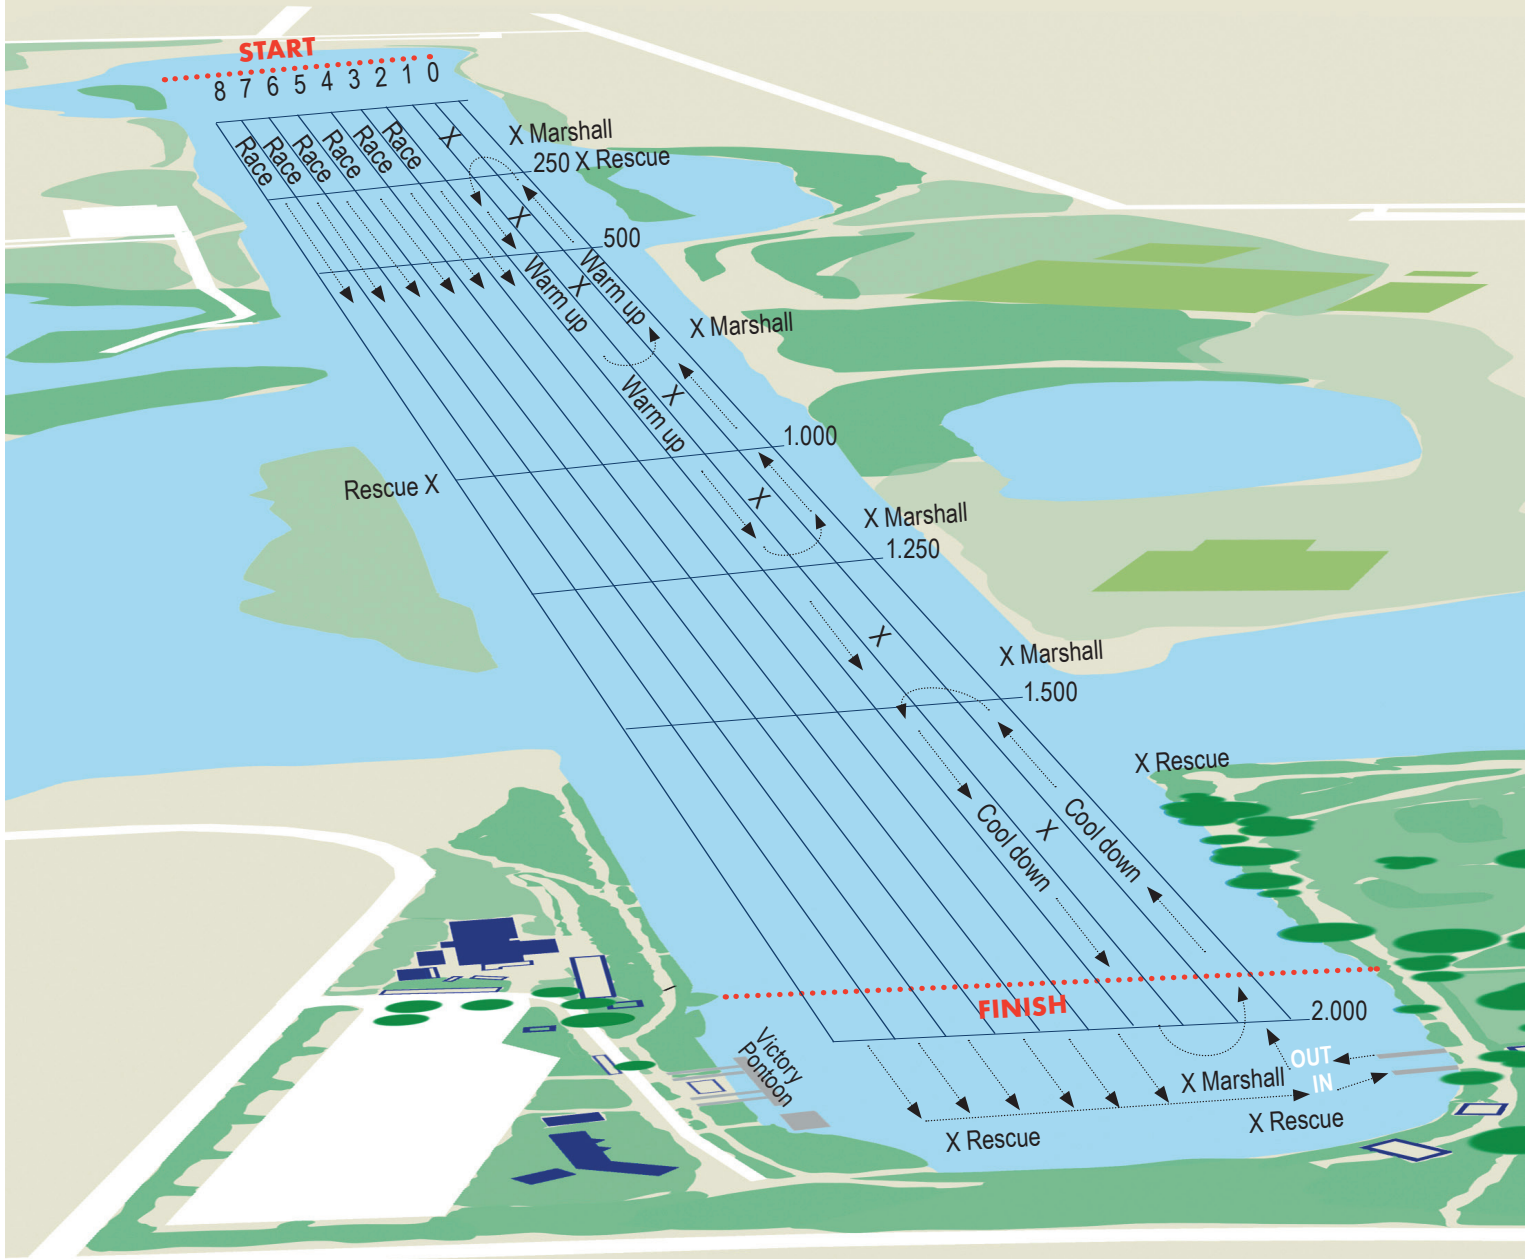 START
8 7 6 5 4 3 2 1 0
Race
Race
Race
Race
Race
Race
X
X Marshall
250 X Rescue
X
500
Warm up
X
Warm up
X Marshall
Warm up
X
1.000
Rescue X
X
X Marshall
1.250
X
X Marshall
1.500
X Rescue
Cool down
X
Cool down
FINISH
2.000
Victory
Pontoon
OUT
IN
X Marshall
X Rescue
X Rescue